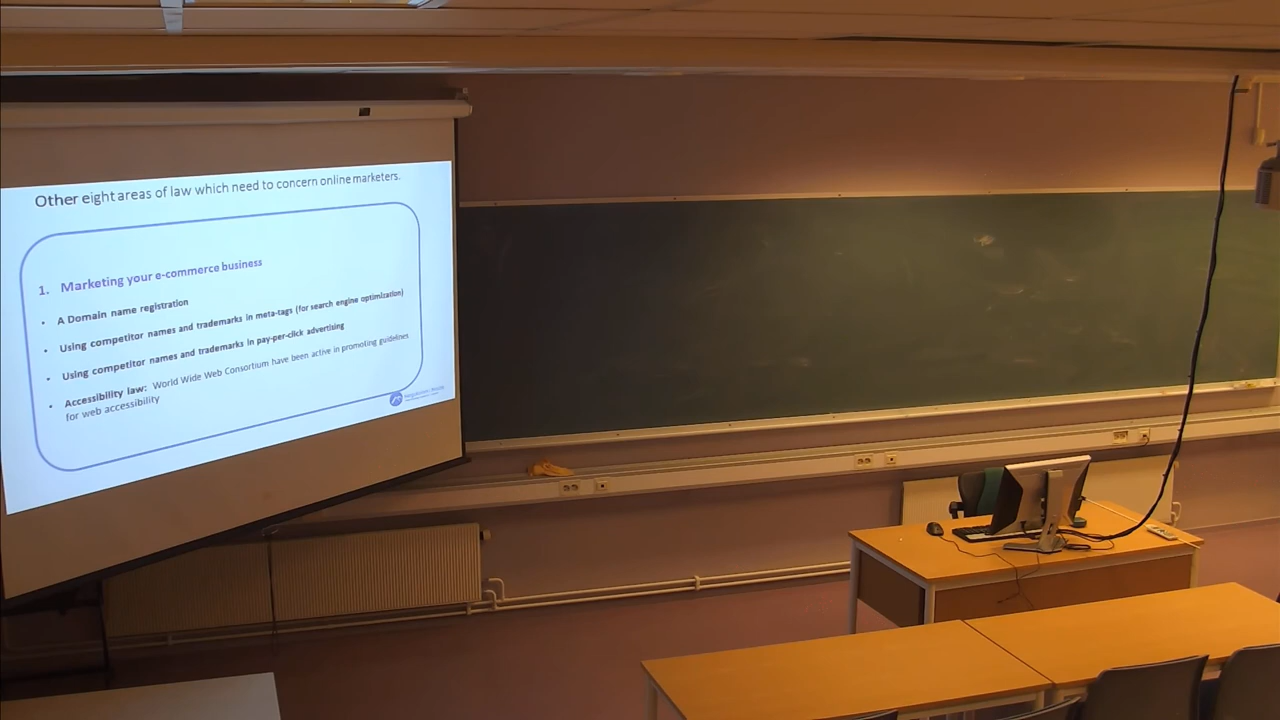 Other eight areas of law which need to concern online marketers.
1. Marketing your e-commerce business
• A Domain name registration
• Using competitor names and trademarks in meta-tags (for search engine optimization)
• Using competitor names and trademarks in pay-per-click advertising
• Accessibility law: World Wide Web Consortium have been active in promoting guidelines
for web accessibility